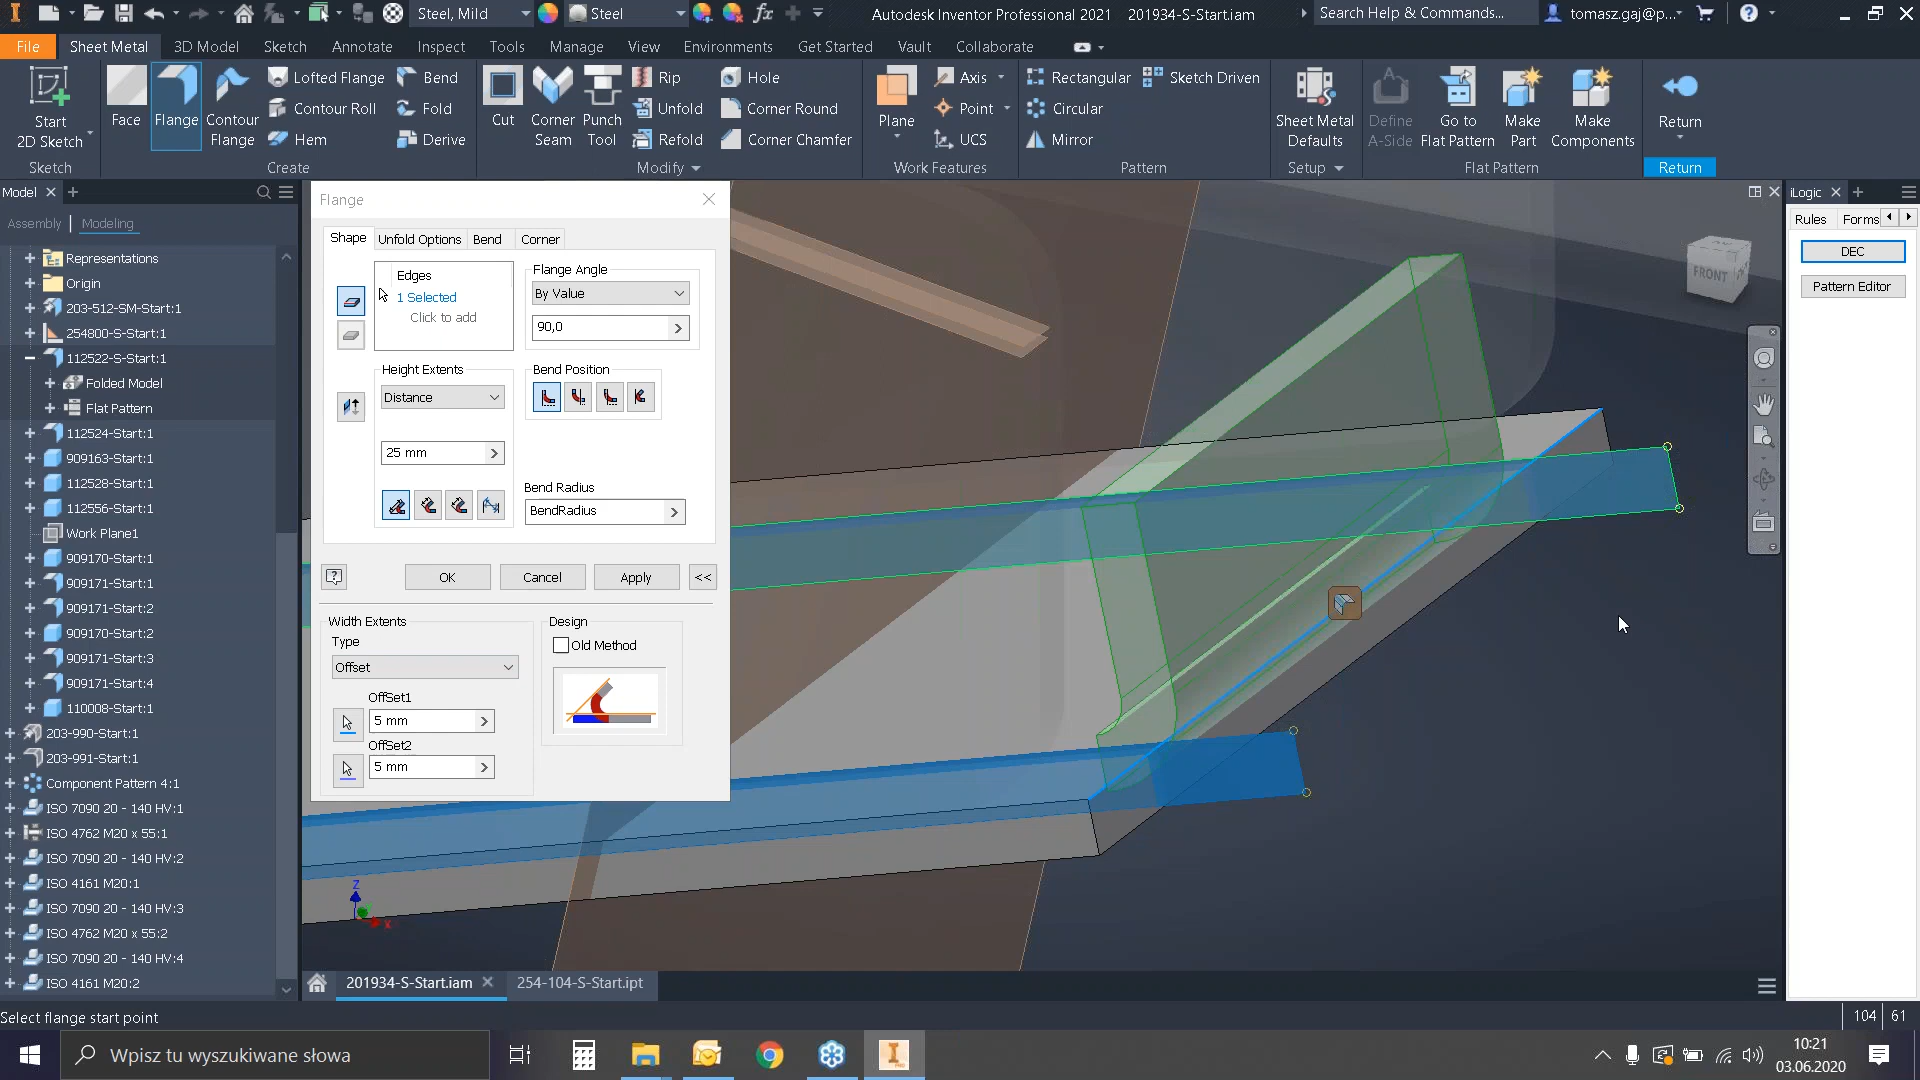 Steel, Mild
Steel
fx
Autodesk Inventor Professional 2021 201934-S-Start.iam
Search Help & Commands...
tomasz.gaj@p...
File
Sheet Metal
3D Model
Sketch
Annotate
Inspect
Tools
Manage
View
Environments
Get Started
Vault
Collaborate
Start
2D Sketch
Face
Flange
Contour
Flange
Lofted Flange
Contour Roll
Hem
Bend
Fold
Derive
Cut
Corner
Seam
Punch
Tool
Rip
Unfold
Refold
Hole
Corner Round
Corner Chamfer
Plane
Axis
Point
UCS
Rectangular
Circular
Mirror
Sketch Driven
Sheet Metal
Defaults
Define
A-Side
Go to
Flat Pattern
Make
Part
Make
Components
Return
Sketch
Create
Modify
Work Features
Pattern
Setup
Flat Pattern
Return
Model
Assembly
Modeling
Representations
Origin
203-512-SM-Start:1
254800-S-Start:1
112522-S-Start:1
Folded Model
Flat Pattern
112524-Start:1
909163-Start:1
112528-Start:1
112556-Start:1
Work Plane1
909170-Start:1
909171-Start:1
909171-Start:2
909170-Start:2
909171-Start:3
909171-Start:4
110008-Start:1
203-990-Start:1
203-991-Start:1
Component Pattern 4:1
ISO 7090 20 - 140 HV:1
ISO 4762 M20 x 55:1
ISO 7090 20 - 140 HV:2
ISO 4161 M20:1
ISO 7090 20 - 140 HV:3
ISO 4762 M20 x 55:2
ISO 7090 20 - 140 HV:4
ISO 4161 M20:2
Flange
Shape
Unfold Options
Bend
Corner
Edges
1 Selected
Click to add
Flange Angle
By Value
90,0
Height Extents
Distance
25 mm
Bend Position
Bend Radius
BendRadius
OK
Cancel
Apply
<<
Width Extents
Type
Offset
OffSet1
5 mm
OffSet2
5 mm
Design
Old Method
FRONT
Z
X
iLogic
Rules
Forms
DEC
Pattern Editor
201934-S-Start.iam
254-104-S-Start.ipt
Select flange start point
104
61
Wpisz tu wyszukiwane słowa
10:21
03.06.2020